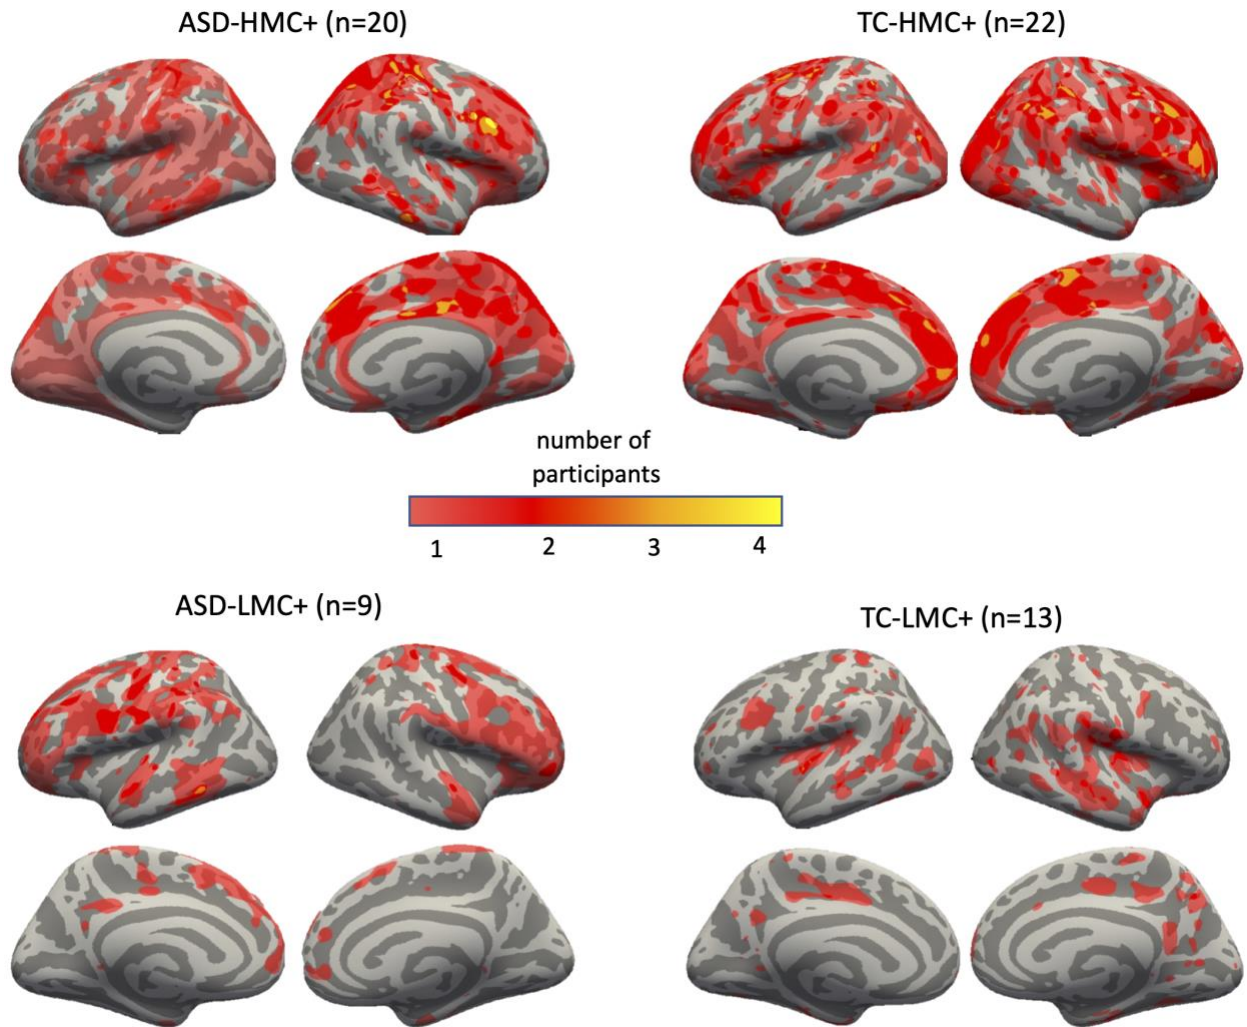 ASD-HMC+ (n=20)
TC-HMC+ (n=22)
number of
participants
1 2 3 4
ASD-LMC+ (n=9)
TC-LMC+ (n=13)